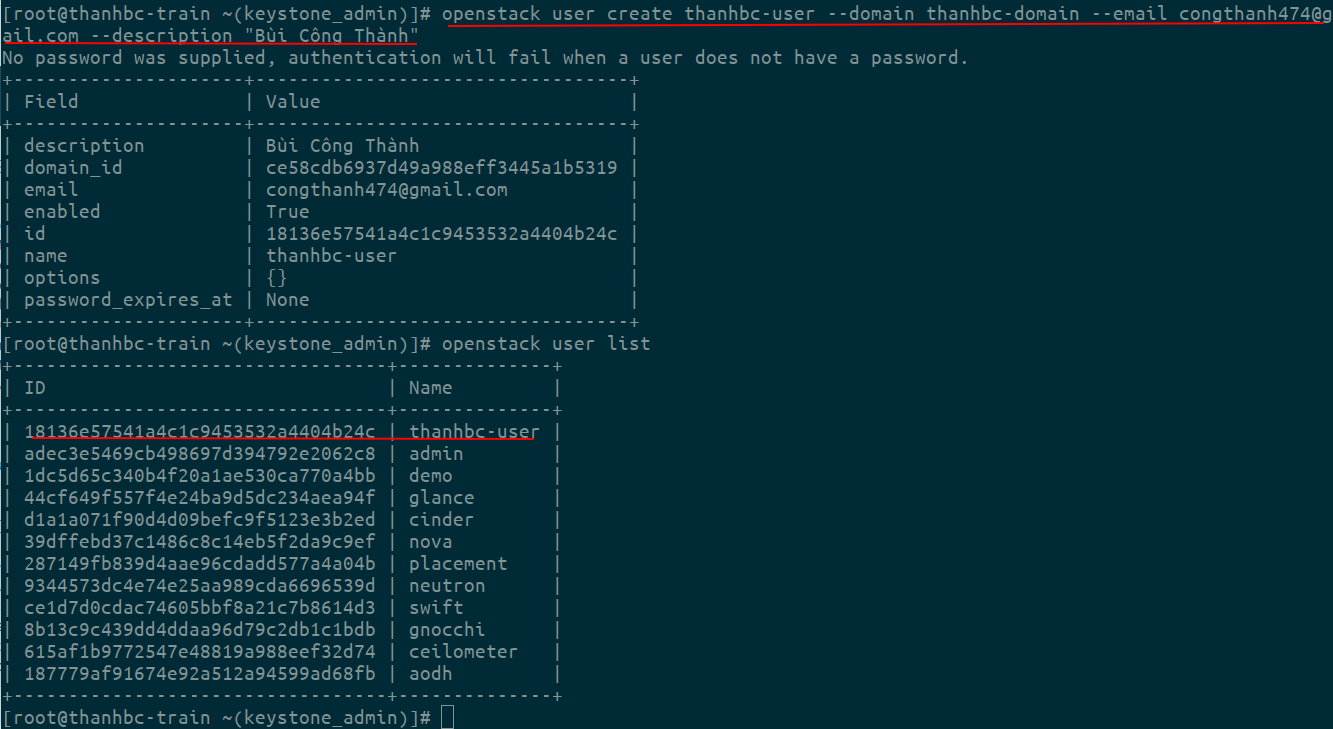 [root@thanhbc-train ~(keystone_admin)]# openstack user create thanhbc-user --domain thanhbc-domain --email congthanh474@g
ail.com --description "Bùi Công Thành"
No password was supplied, authentication will fail when a user does not have a password.
+---------------------+----------------------------------+
| Field               | Value                            |
+---------------------+----------------------------------+
| description         | Bùi Công Thành                   |
| domain_id           | ce58cdb6937d49a988eff3445a1b5319 |
| email               | congthanh474@gmail.com           |
| enabled             | True                             |
| id                  | 18136e57541a4c1c9453532a4404b24c |
| name                | thanhbc-user                     |
| options             | {}                               |
| password_expires_at | None                             |
+---------------------+----------------------------------+
[root@thanhbc-train ~(keystone_admin)]# openstack user list
+----------------------------------+--------------+
| ID                               | Name         |
+----------------------------------+--------------+
| 18136e57541a4c1c9453532a4404b24c | thanhbc-user |
| adec3e5469cb498697d394792e2062c8 | admin        |
| 1dc5d65c340b4f20a1ae530ca770a4bb | demo         |
| 44cf649f557f4e24ba9d5dc234aea94f | glance       |
| d1a1a071f90d4d09befc9f5123e3b2ed | cinder       |
| 39dffebd37c1486c8c14eb5f2da9c9ef | nova         |
| 287149fb839d4aae96cdadd577a4a04b | placement    |
| 9344573dc4e74e25aa989cda6696539d | neutron      |
| ce1d7d0cdac74605bbf8a21c7b8614d3 | swift        |
| 8b13c9c439dd4ddaa96d79c2db1c1bdb | gnocchi      |
| 615af1b9772547e48819a988eef32d74 | ceilometer   |
| 187779af91674e92a512a94599ad68fb | aodh         |
+----------------------------------+--------------+
[root@thanhbc-train ~(keystone_admin)]#